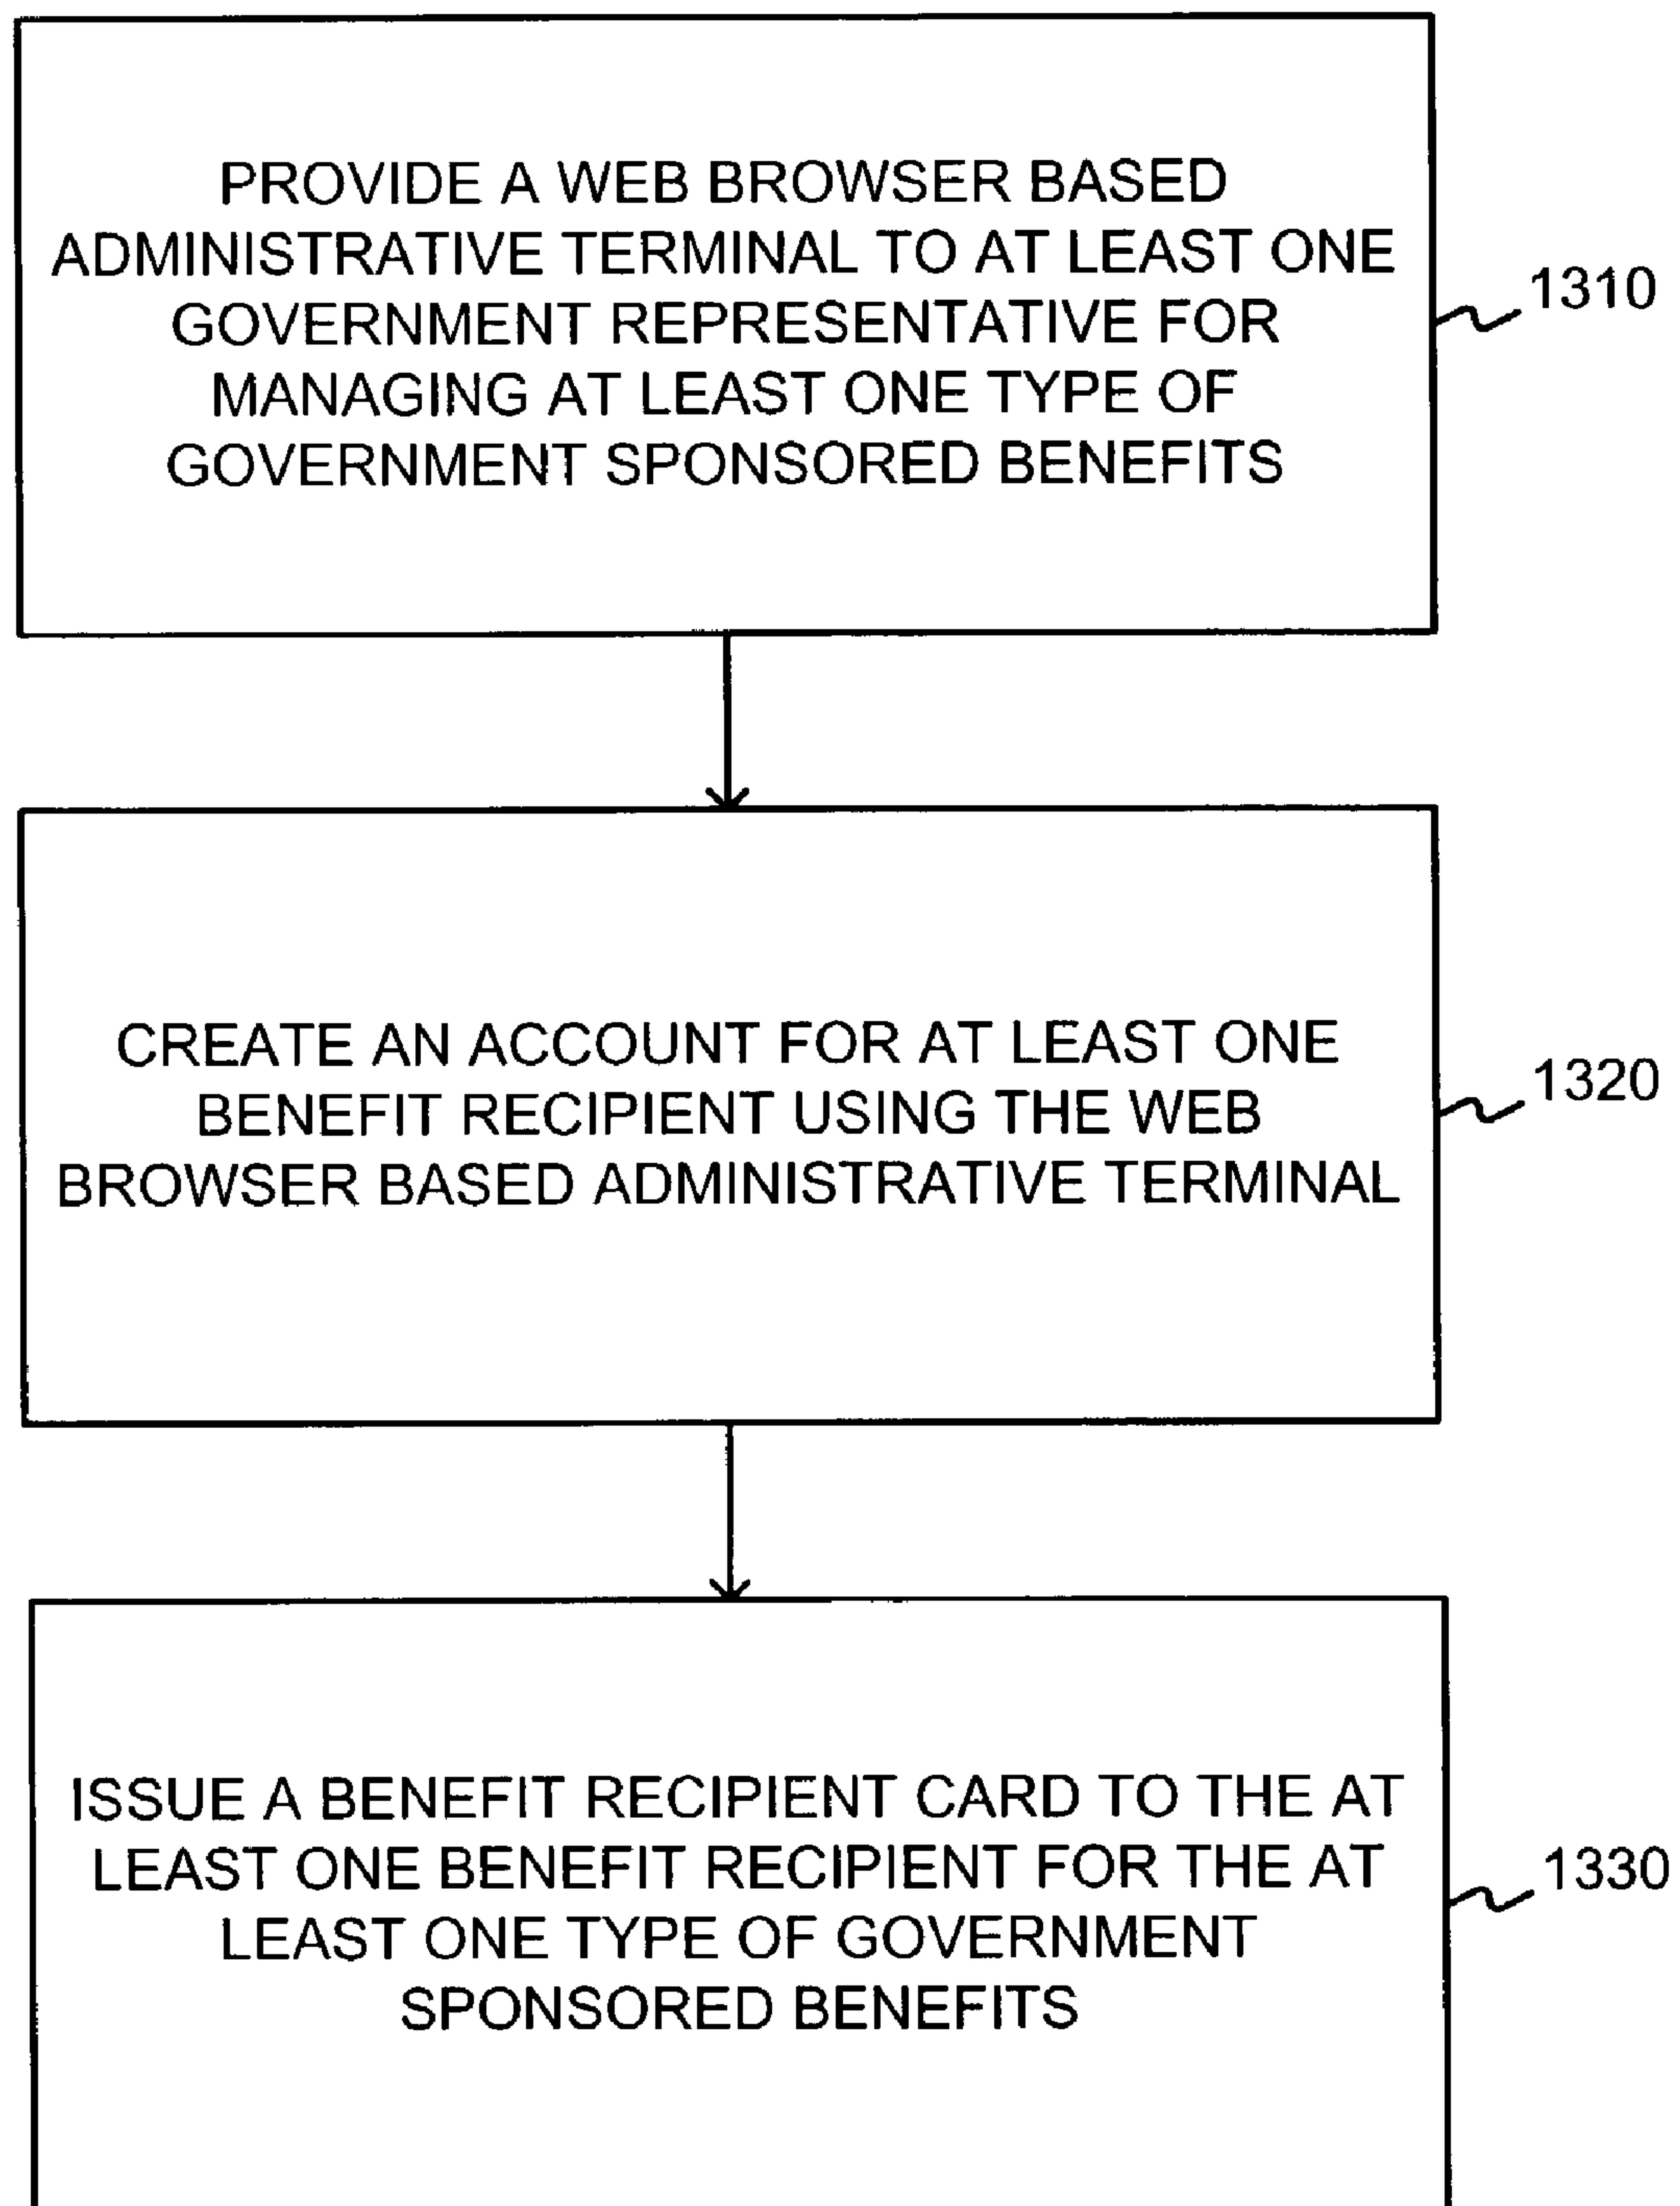 PROVIDE A WEB BROWSER BASED
ADMINISTRATIVE TERMINAL TO AT LEAST ONE
GOVERNMENT REPRESENTATIVE FOR
MANAGING AT LEAST ONE TYPE OF
GOVERNMENT SPONSORED BENEFITS
1310
CREATE AN ACCOUNT FOR AT LEAST ONE
BENEFIT RECIPIENT USING THE WEB
BROWSER BASED ADMINISTRATIVE TERMINAL
1320
ISSUE A BENEFIT RECIPIENT CARD TO THE AT
LEAST ONE BENEFIT RECIPIENT FOR THE AT
LEAST ONE TYPE OF GOVERNMENT
SPONSORED BENEFITS
1330